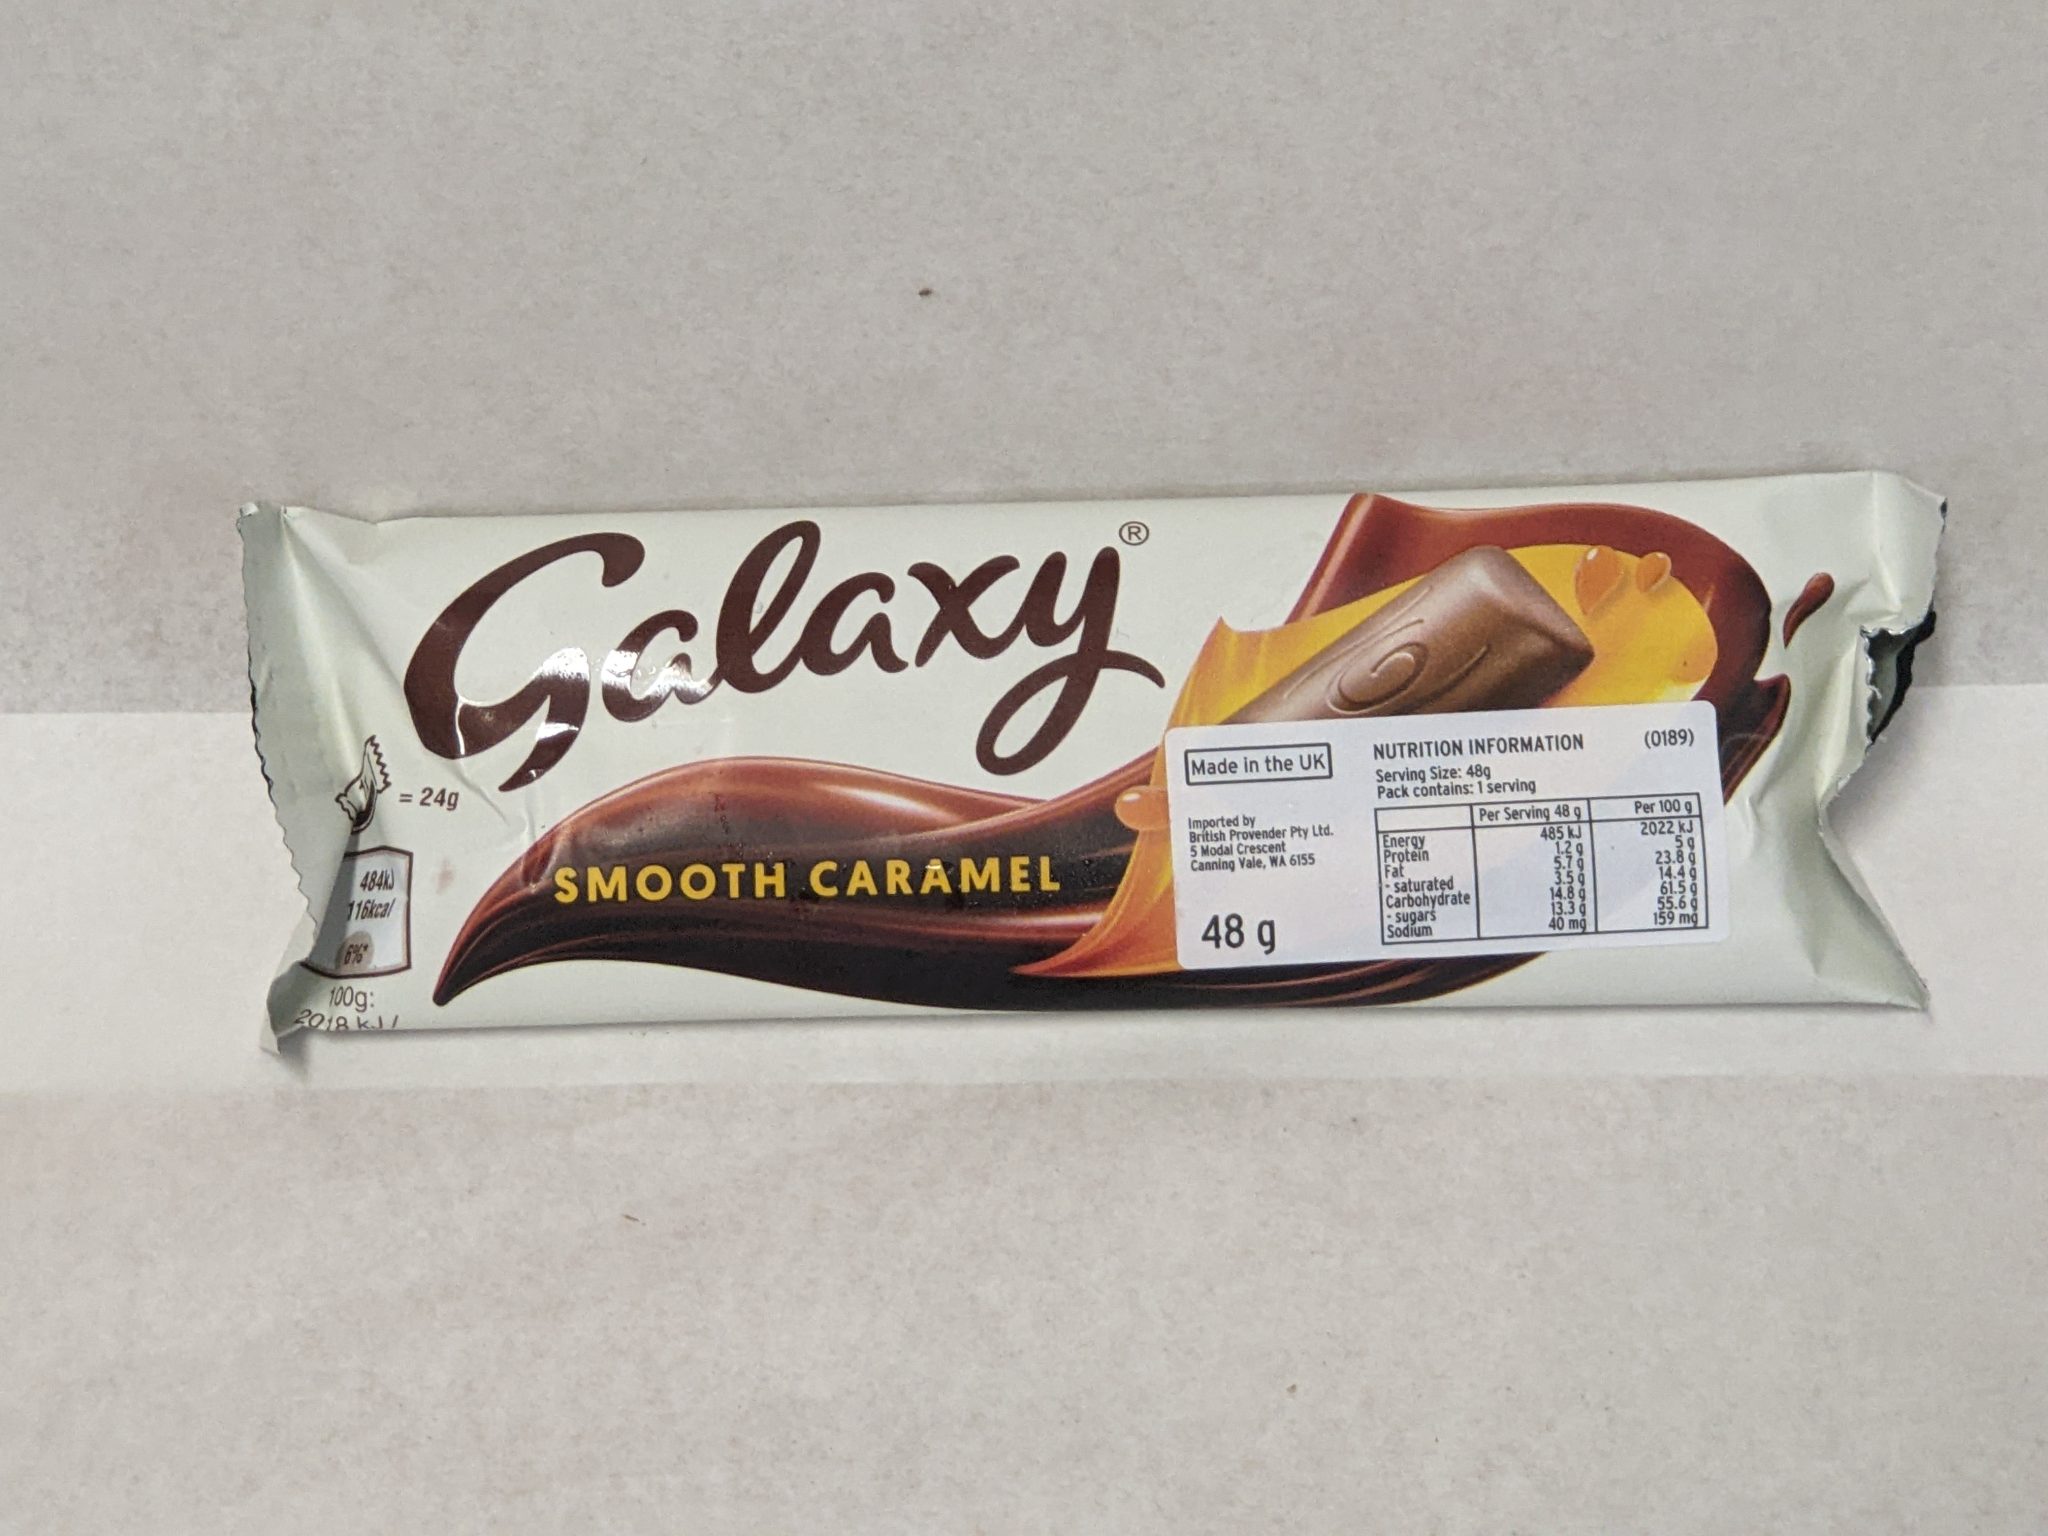 Galaxy®
SMOOTH CARAMEL
= 24g
484kJ
116kcal
6%*
100g:
2018 kJ /
Made in the UK
Imported by
British Provender Pty Ltd.
5 Modal Crescent
Canning Vale, WA 6155
48 g
NUTRITION INFORMATION (0189)
Serving Size: 48g
Pack contains: 1 serving
Per Serving 48 g Per 100 g
Energy 485 kJ 2022 kJ
Protein 1.2 g 5 g
Fat 5.7 g 23.8 g
- saturated 3.5 g 14.4 g
Carbohydrate 14.8 g 61.5 g
- sugars 13.3 g 55.6 g
Sodium 40 mg 159 mg